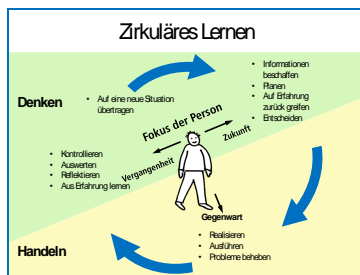 Zirkuläres Lernen
Denken
• Auf eine neue Situation
übertragen
• Informationen
beschaffen
• Planen
• Auf Erfahrung
zurück greifen
• Entscheiden
Fokus der Person
Vergangenheit
Zukunft
• Kontrollieren
• Auswerten
• Reflektieren
• Aus Erfahrung lernen
Gegenwart
Handeln
• Realisieren
• Ausführen
• Probleme beheben